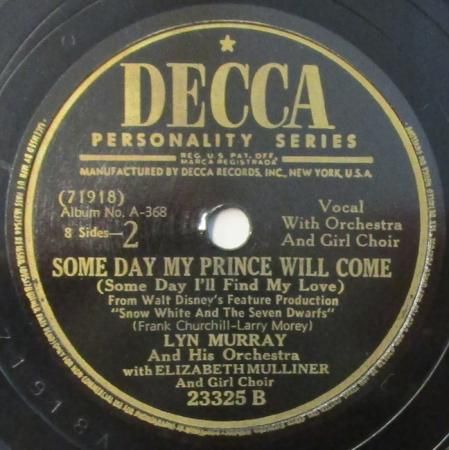 DECCA
PERSONALITY SERIES
REG. U.S. PAT. OFF.
MARCA REGISTRADA
MANUFACTURED BY DECCA RECORDS, INC., NEW YORK, U.S.A.
(71918)
Album No. A-368
8 Sides-2
Vocal
With Orchestra
And Girl Choir
SOME DAY MY PRINCE WILL COME
(Some Day I'll Find My Love)
From Walt Disney's Feature Production
"Snow White And The Seven Dwarfs"
(Frank Churchill-Larry Morey)
LYN MURRAY
And His Orchestra
with ELIZABETH MULLINER
And Girl Choir
23325 B